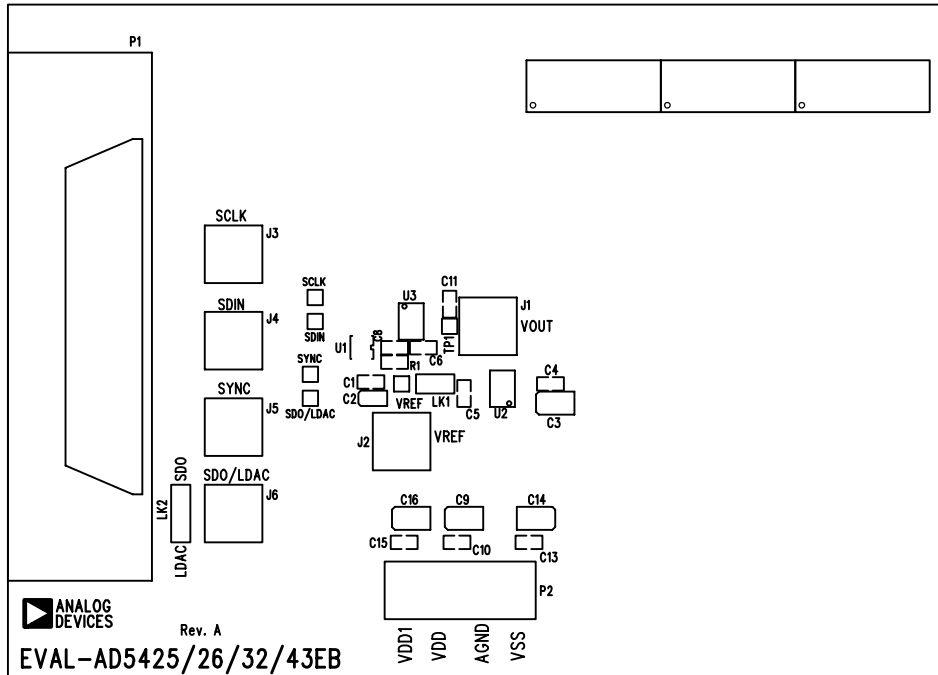 P1
SCLK
J3
SDIN
J4
SYNC
J5
SDO/LDAC
J6
SDO
LK2
LDAC
SCLK
SDIN
SYNC
SDO/LDAC
U1
C8
U3
C11
TP1
J1
VOUT
C6
R1
C1
C2
VREF
LK1
C5
U2
C4
C3
J2
VREF
C16
C9
C14
C15
C10
C13
P2
VDD1
VDD
AGND
VSS
ANALOG
DEVICES
Rev. A
EVAL-AD5425/26/32/43EB